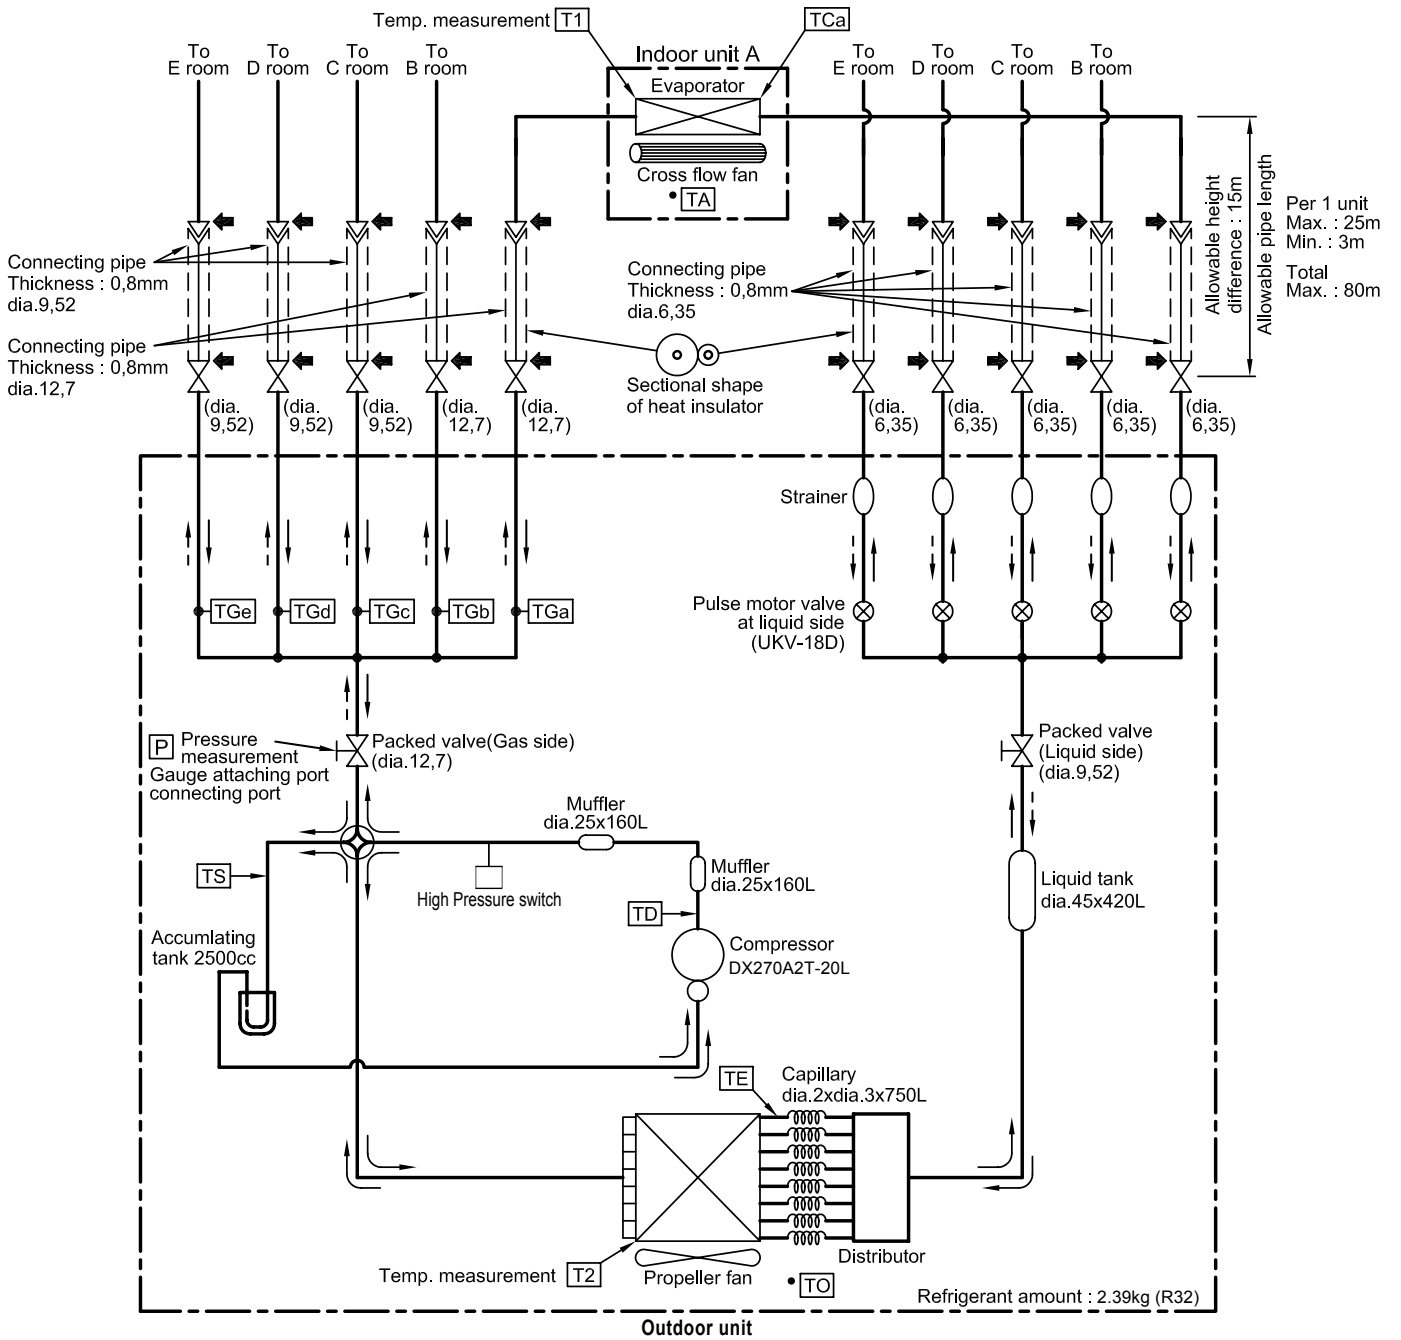 Temp. measurement T1
TCa
To
E room
To
D room
To
C room
To
B room
Indoor unit A
Evaporator
Cross flow fan
TA
To
E room
To
D room
To
C room
To
B room
Allowable height
difference : 15m
Allowable pipe length
Per 1 unit
Max. : 25m
Min. : 3m
Total
Max. : 80m
Connecting pipe
Thickness : 0,8mm
dia.9,52
Connecting pipe
Thickness : 0,8mm
dia.12,7
Connecting pipe
Thickness : 0,8mm
dia.6,35
Sectional shape
of heat insulator
(dia.
9,52)
(dia.
9,52)
(dia.
9,52)
(dia.
12,7)
(dia.
12,7)
(dia.
6,35)
(dia.
6,35)
(dia.
6,35)
(dia.
6,35)
(dia.
6,35)
Strainer
TGe
TGd
TGc
TGb
TGa
Pulse motor valve
at liquid side
(UKV-18D)
P Pressure
measurement
Gauge attaching port
connecting port
Packed valve(Gas side)
(dia.12,7)
Packed valve
(Liquid side)
(dia.9,52)
Muffler
dia.25x160L
Muffler
dia.25x160L
TS
High Pressure switch
TD
Liquid tank
dia.45x420L
Accumlating
tank 2500cc
Compressor
DX270A2T-20L
TE
Capillary
dia.2xdia.3x750L
Distributor
Temp. measurement T2
Propeller fan
TO
Refrigerant amount : 2.39kg (R32)
Outdoor unit